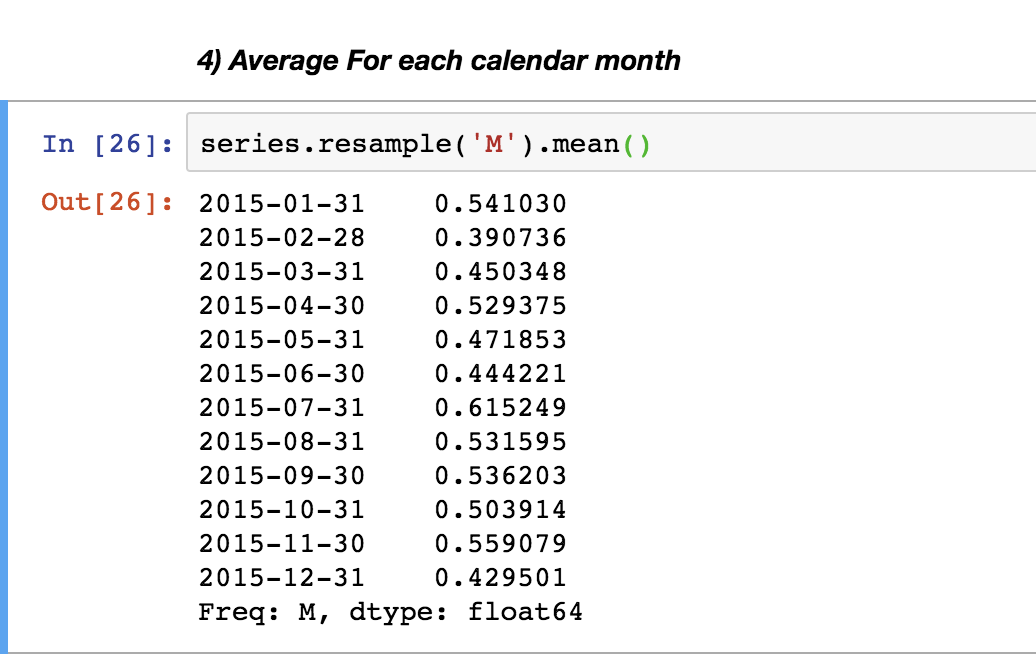 4) Average For each calendar month
In [26]: series.resample('M').mean()
Out[26]: 2015-01-31    0.541030
2015-02-28    0.390736
2015-03-31    0.450348
2015-04-30    0.529375
2015-05-31    0.471853
2015-06-30    0.444221
2015-07-31    0.615249
2015-08-31    0.531595
2015-09-30    0.536203
2015-10-31    0.503914
2015-11-30    0.559079
2015-12-31    0.429501
Freq: M, dtype: float64